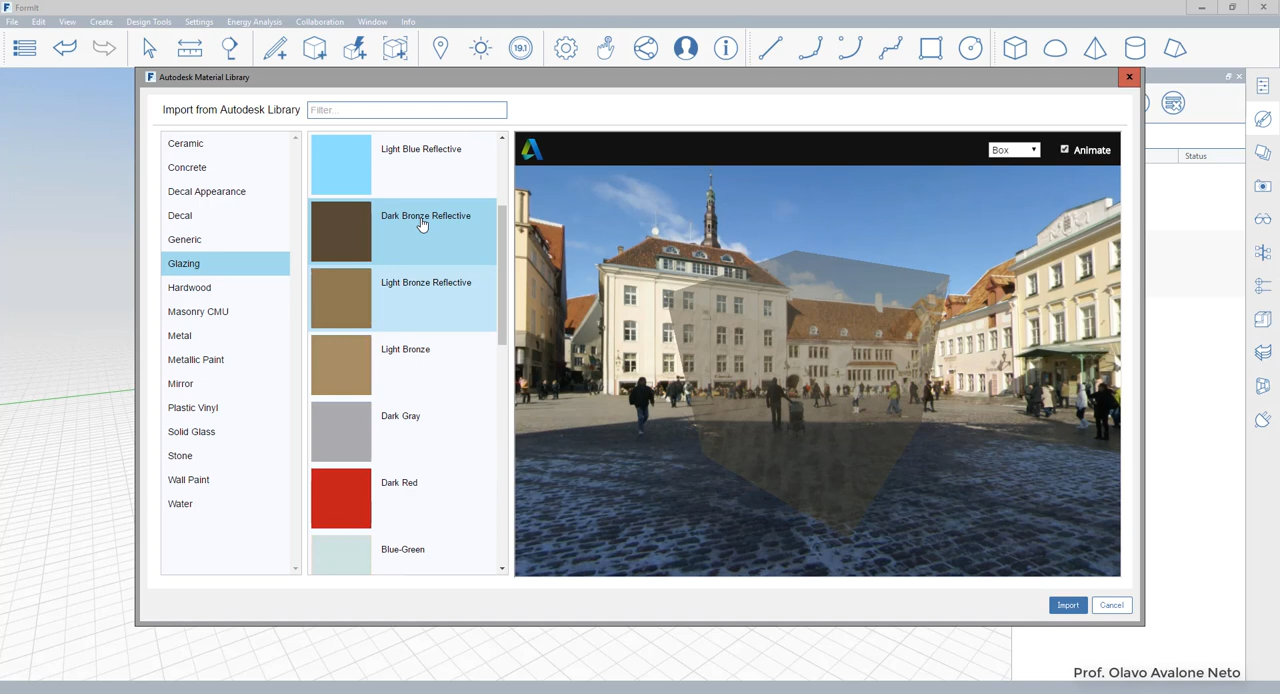 FormIt
File Edit View Create Design Tools Settings Energy Analysis Collaboration Window Info
19.1
Autodesk Material Library
Import from Autodesk Library Filter...
Ceramic
Concrete
Decal Appearance
Decal
Generic
Glazing
Hardwood
Masonry CMU
Metal
Metallic Paint
Mirror
Plastic Vinyl
Solid Glass
Stone
Wall Paint
Water
Light Blue Reflective
Dark Bronze Reflective
Light Bronze Reflective
Light Bronze
Dark Gray
Dark Red
Blue-Green
Box
Animate
Status
Import Cancel
Prof. Olavo Avalone Neto